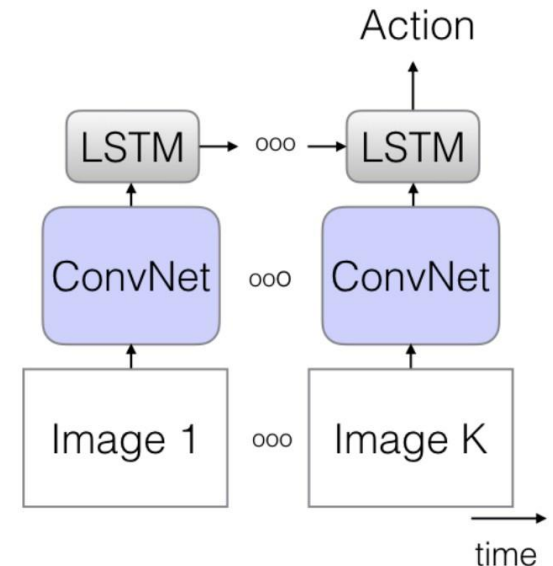 Action
LSTM ooo LSTM
ConvNet ooo ConvNet
Image 1 ooo Image K
time